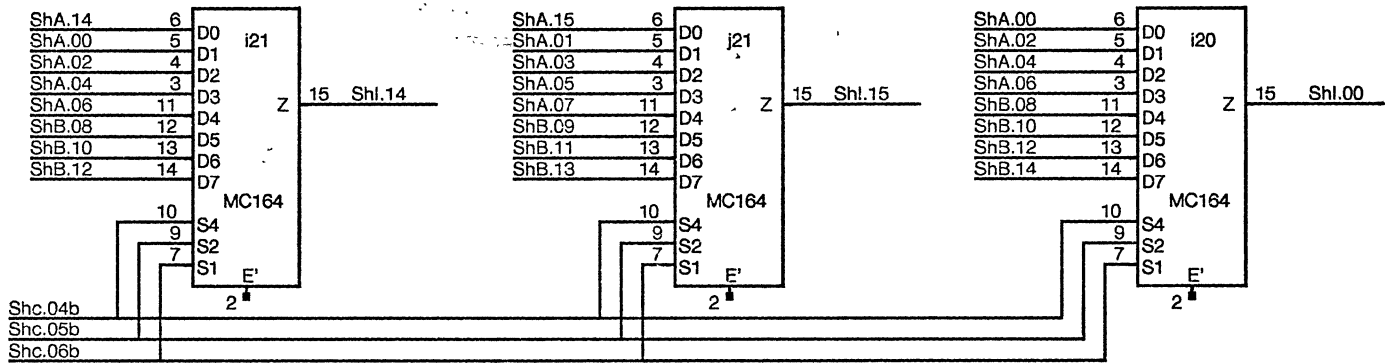 ShA.14 6 D0 i21
ShA.00 5 D1
ShA.02 4 D2
ShA.04 3 D3
ShA.06 11 D4
ShB.08 12 D5
ShB.10 13 D6
ShB.12 14 D7
Z 15 ShI.14
MC164
10 S4
9 S2
7 S1
E'
2
ShA.15 6 D0 j21
ShA.01 5 D1
ShA.03 4 D2
ShA.05 3 D3
ShA.07 11 D4
ShB.09 12 D5
ShB.11 13 D6
ShB.13 14 D7
Z 15 ShI.15
MC164
10 S4
9 S2
7 S1
E'
2
ShA.00 6 D0 i20
ShA.02 5 D1
ShA.04 4 D2
ShA.06 3 D3
ShB.08 11 D4
ShB.10 12 D5
ShB.12 13 D6
ShB.14 14 D7
Z 15 ShI.00
MC164
10 S4
9 S2
7 S1
E'
2
Shc.04b
Shc.05b
Shc.06b